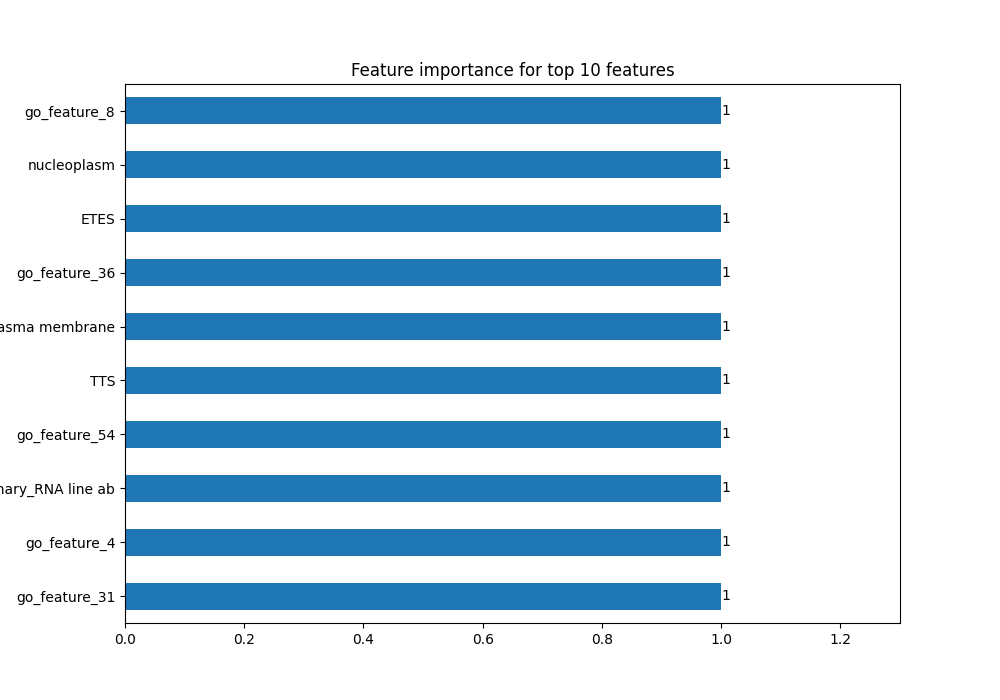 Feature importance for top 10 features
go_feature_8 1
nucleoplasm 1
ETES 1
go_feature_36 1
asma membrane 1
TTS 1
go_feature_54 1
nary_RNA line ab 1
go_feature_4 1
go_feature_31 1
0.0 0.2 0.4 0.6 0.8 1.0 1.2